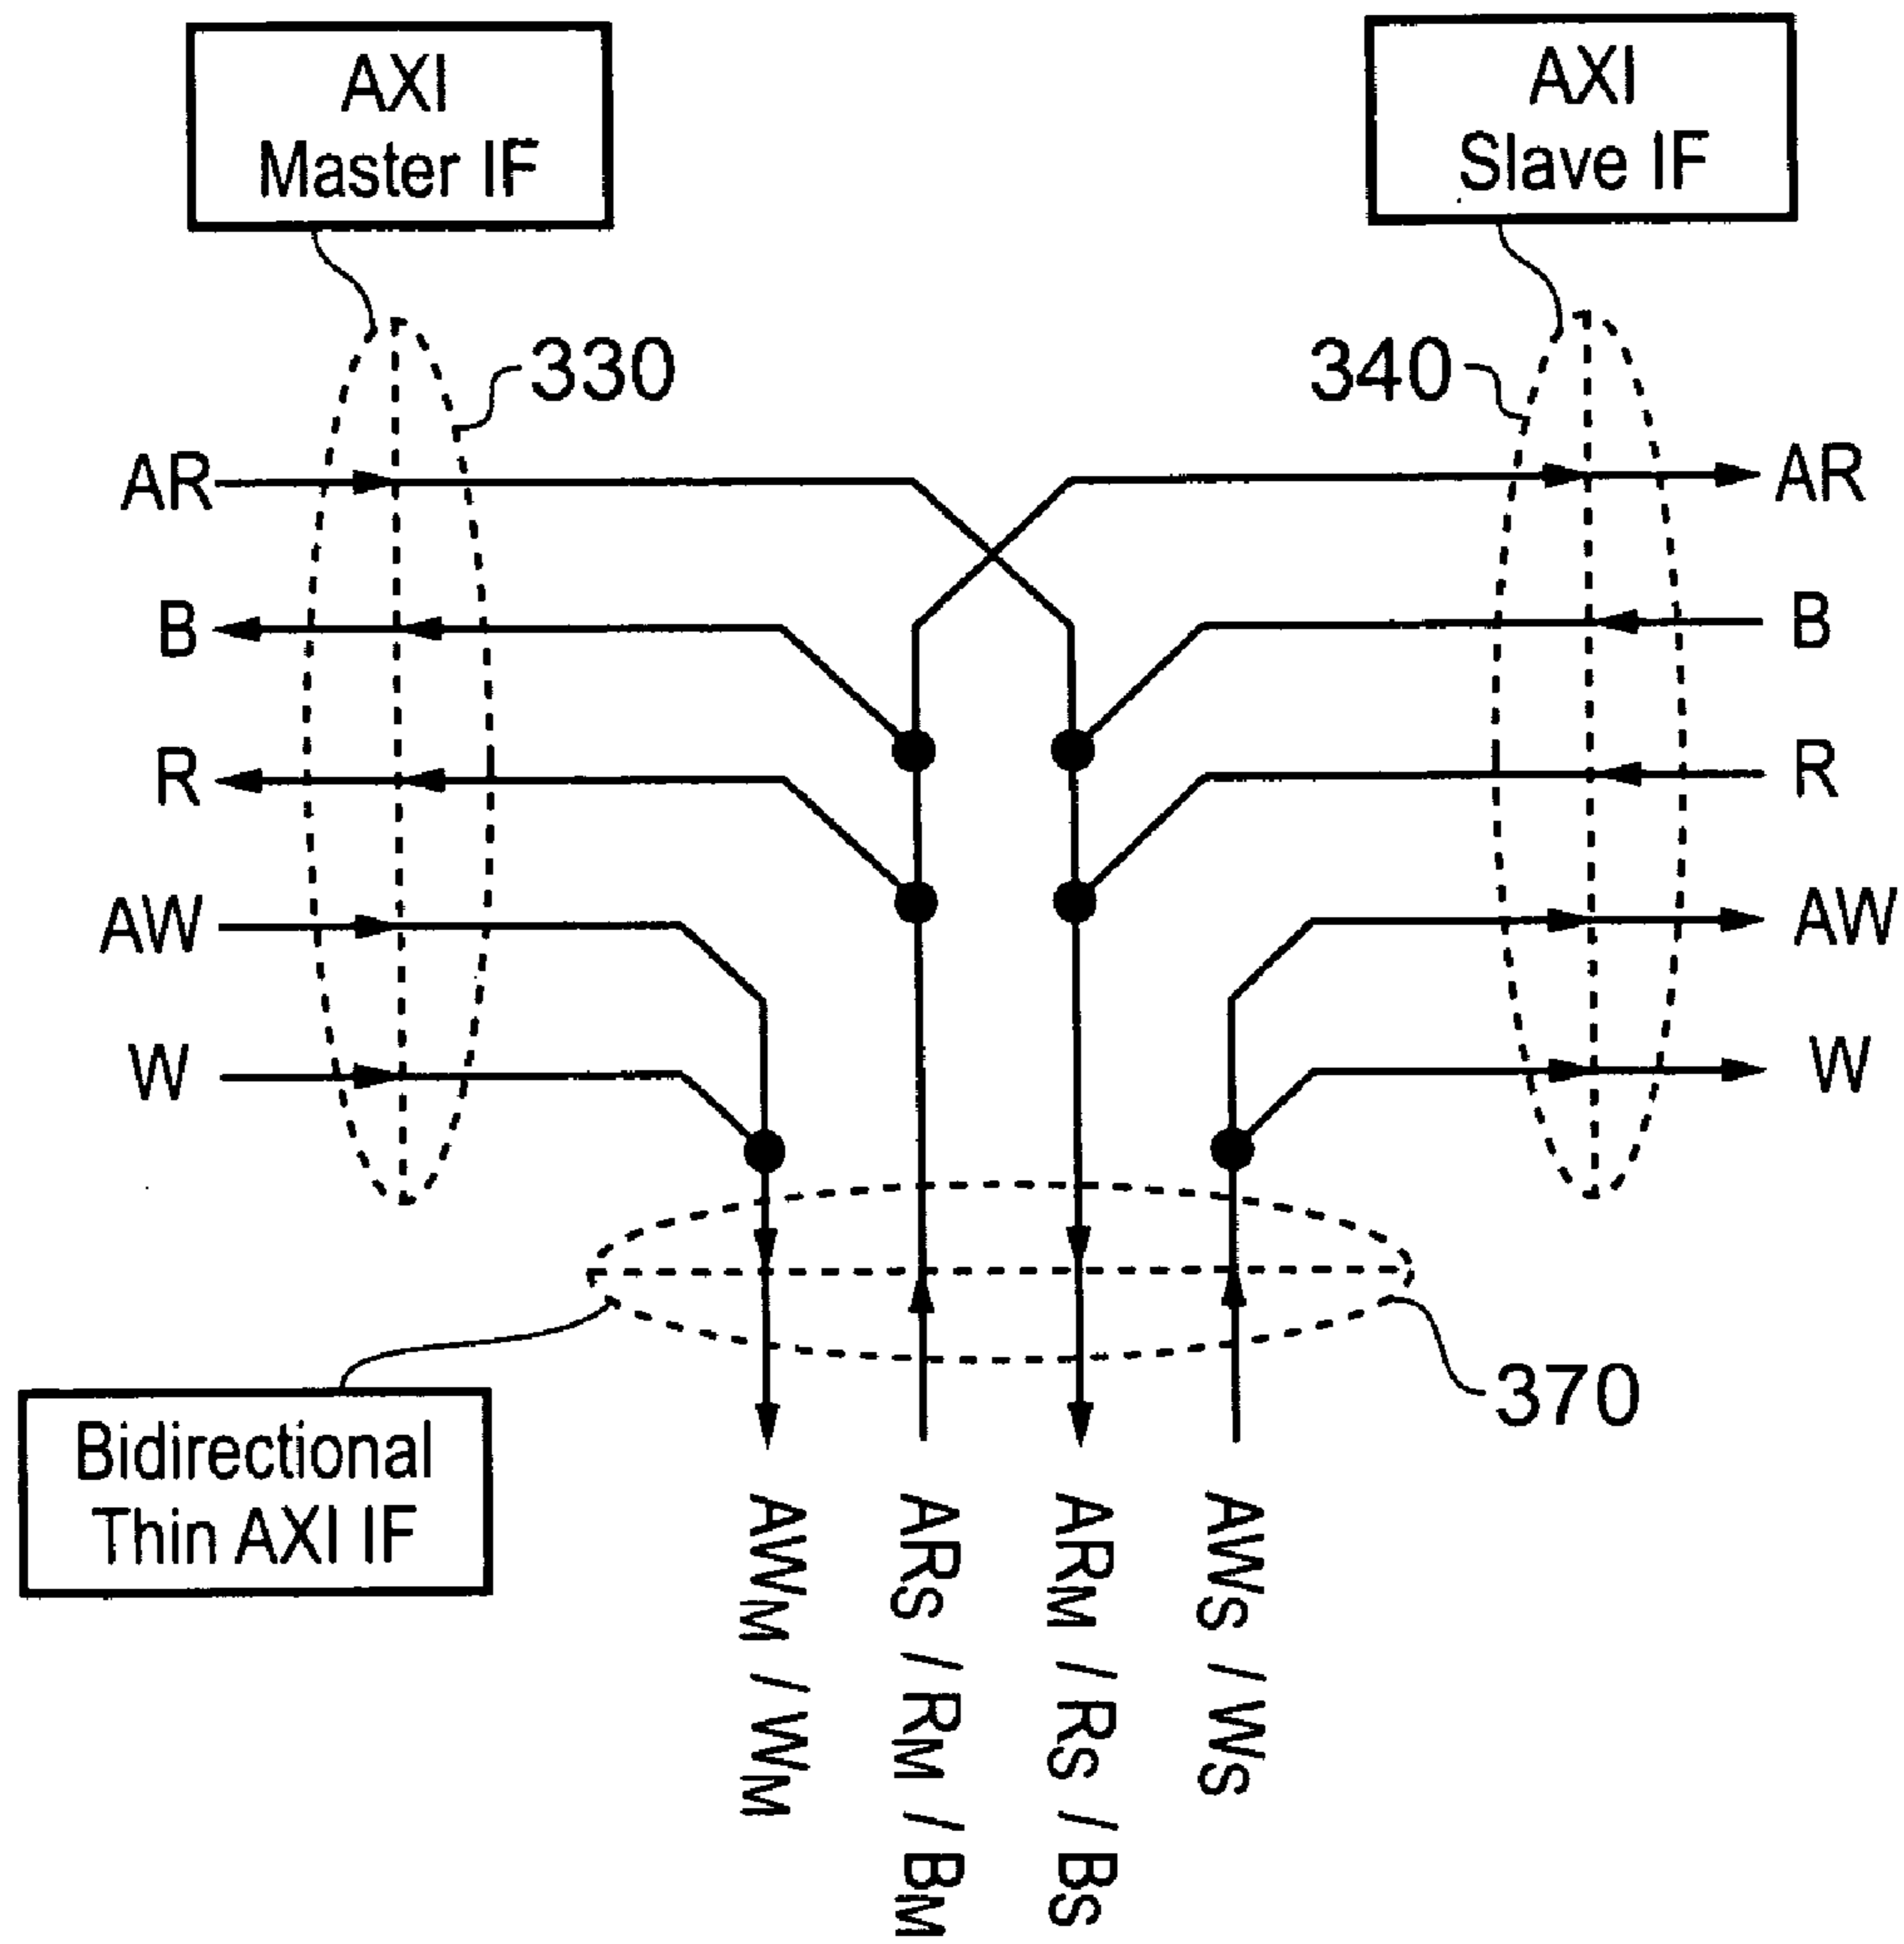 AXI
Master IF
AXI
Slave IF
330
340
AR
AR
B
B
R
R
AW
AW
W
W
370
Bidirectional
Thin AXI IF
AWM / WM
ARS / RM / BM
ARM / RS / BS
AWS / WS